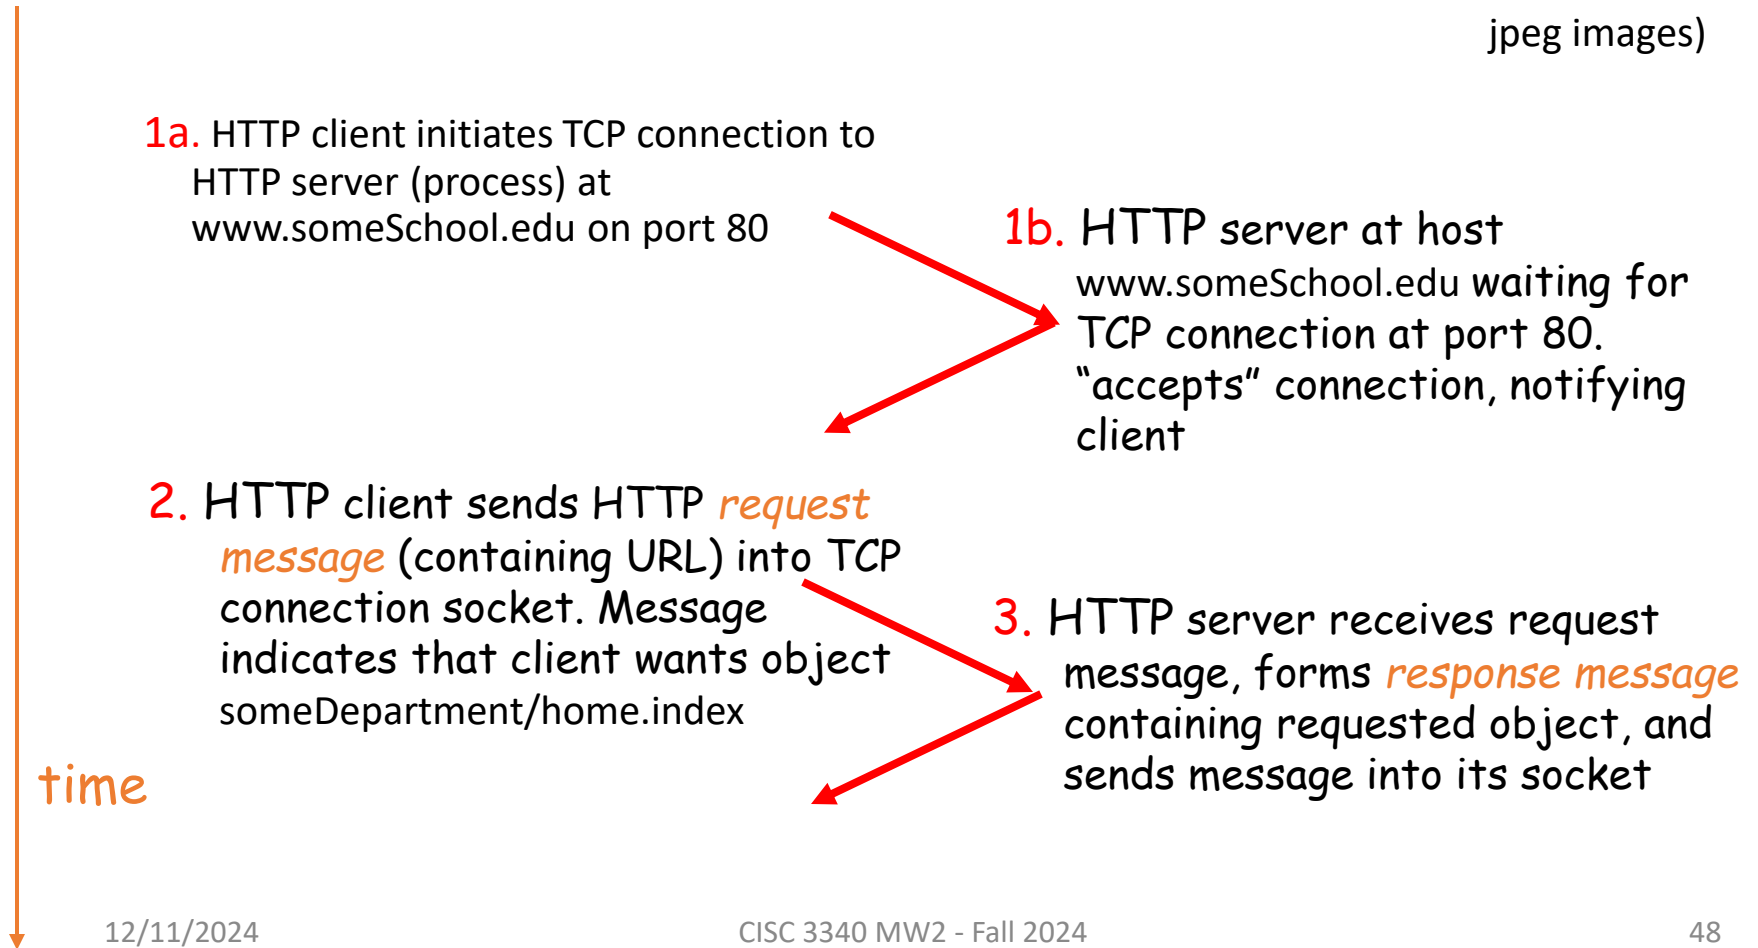 jpeg images)
1a. HTTP client initiates TCP connection to
HTTP server (process) at
www.someSchool.edu on port 80
1b. HTTP server at host
www.someSchool.edu waiting for
TCP connection at port 80.
“accepts” connection, notifying
client
2. HTTP client sends HTTP request
message (containing URL) into TCP
connection socket. Message
indicates that client wants object
someDepartment/home.index
3. HTTP server receives request
message, forms response message
containing requested object, and
sends message into its socket
time
12/11/2024
CISC 3340 MW2 - Fall 2024
48